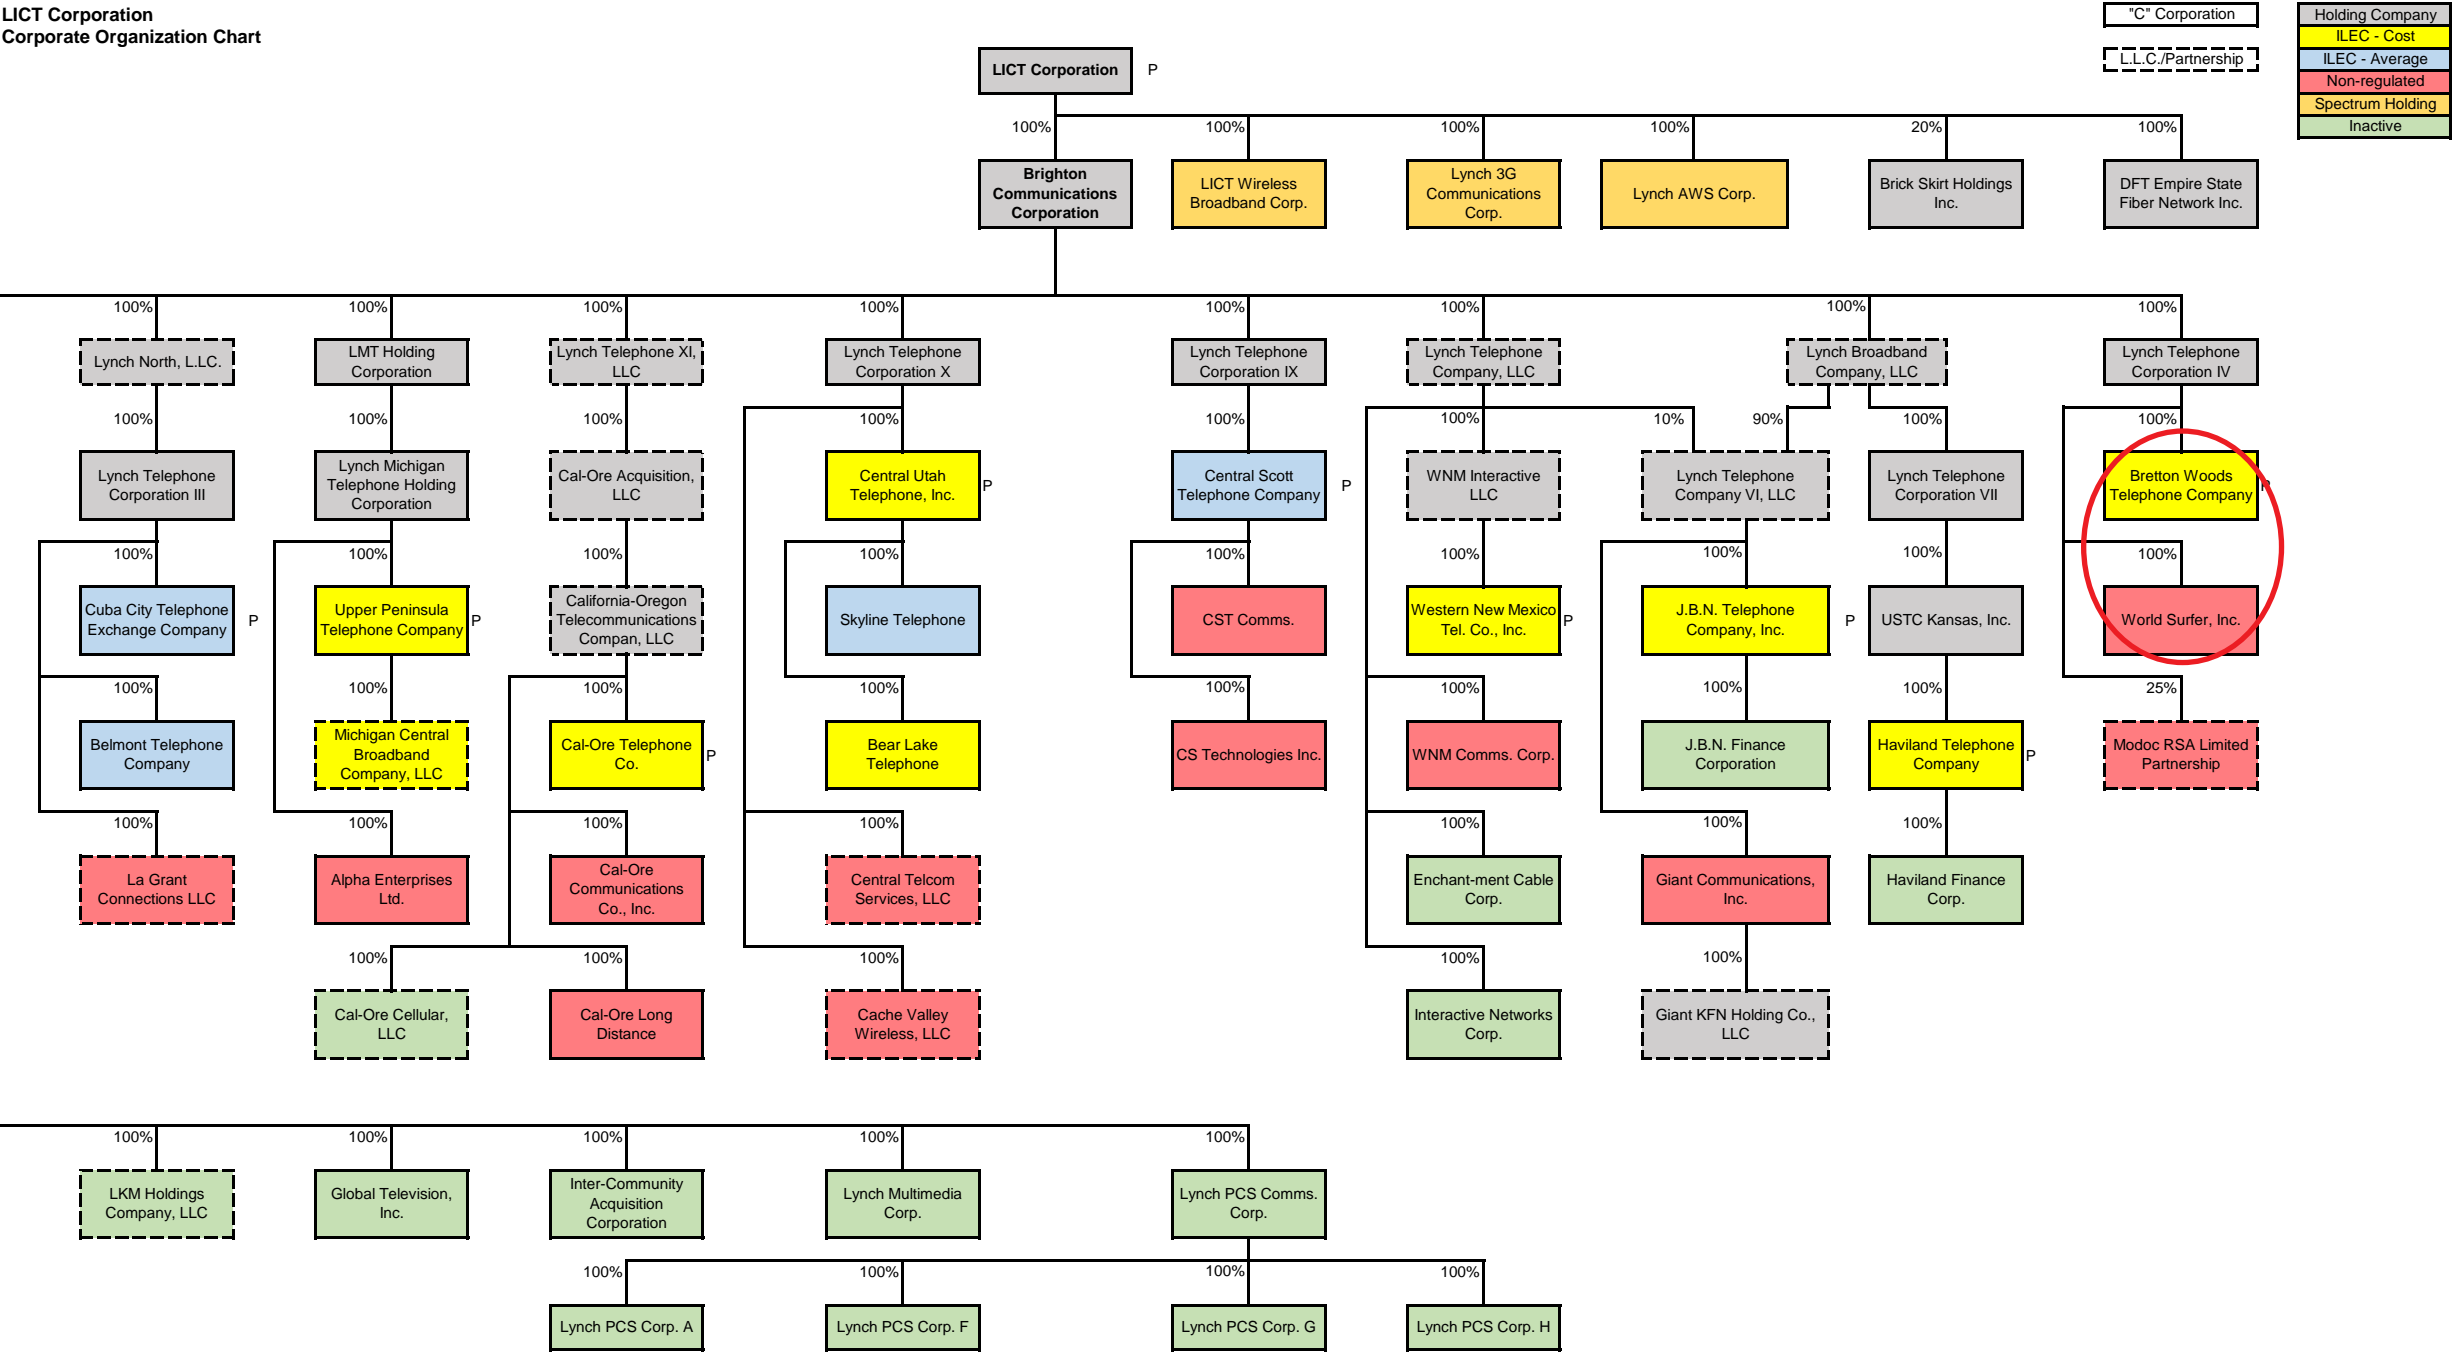 LICT Corporation
Corporate Organization Chart
"C" Corporation
L.L.C./Partnership
Holding Company
ILEC - Cost
ILEC - Average
Non-regulated
Spectrum Holding
Inactive
LICT Corporation
P
100%
100%
100%
100%
20%
100%
Brighton
Communications
Corporation
LICT Wireless
Broadband Corp.
Lynch 3G
Communications
Corp.
Lynch AWS Corp.
Brick Skirt Holdings
Inc.
DFT Empire State
Fiber Network Inc.
100%
100%
100%
100%
100%
100%
100%
100%
Lynch North, L.LC.
LMT Holding
Corporation
Lynch Telephone XI,
LLC
Lynch Telephone
Corporation X
Lynch Telephone
Corporation IX
Lynch Telephone
Company, LLC
Lynch Broadband
Company, LLC
Lynch Telephone
Corporation IV
100%
100%
100%
100%
100%
100%
10%
90%
100%
100%
Lynch Telephone
Corporation III
Lynch Michigan
Telephone Holding
Corporation
Cal-Ore Acquisition,
LLC
Central Utah
Telephone, Inc.
P
Central Scott
Telephone Company
P
WNM Interactive
LLC
Lynch Telephone
Company VI, LLC
Lynch Telephone
Corporation VII
Bretton Woods
Telephone Company
P
100%
100%
100%
100%
100%
100%
100%
100%
100%
Cuba City Telephone
Exchange Company
P
Upper Peninsula
Telephone Company
P
California-Oregon
Telecommunications
Compan, LLC
Skyline Telephone
CST Comms.
Western New Mexico
Tel. Co., Inc.
P
J.B.N. Telephone
Company, Inc.
P
USTC Kansas, Inc.
World Surfer, Inc.
100%
100%
100%
100%
100%
100%
100%
100%
25%
Belmont Telephone
Company
Michigan Central
Broadband
Company, LLC
Cal-Ore Telephone
Co.
P
Bear Lake
Telephone
CS Technologies Inc.
WNM Comms. Corp.
J.B.N. Finance
Corporation
Haviland Telephone
Company
P
Modoc RSA Limited
Partnership
100%
100%
100%
100%
100%
100%
100%
La Grant
Connections LLC
Alpha Enterprises
Ltd.
Cal-Ore
Communications
Co., Inc.
Central Telcom
Services, LLC
Enchant-ment Cable
Corp.
Giant Communications,
Inc.
Haviland Finance
Corp.
100%
100%
100%
100%
100%
Cal-Ore Cellular,
LLC
Cal-Ore Long
Distance
Cache Valley
Wireless, LLC
Interactive Networks
Corp.
Giant KFN Holding Co.,
LLC
100%
100%
100%
100%
100%
LKM Holdings
Company, LLC
Global Television,
Inc.
Inter-Community
Acquisition
Corporation
Lynch Multimedia
Corp.
Lynch PCS Comms.
Corp.
100%
100%
100%
100%
Lynch PCS Corp. A
Lynch PCS Corp. F
Lynch PCS Corp. G
Lynch PCS Corp. H